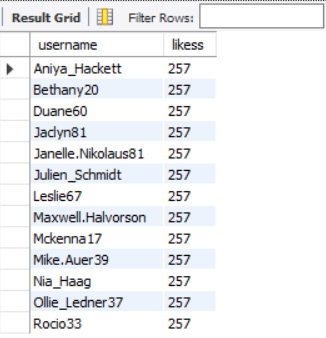 Result Grid Filter Rows:
username likess
Aniya_Hackett 257
Bethany20 257
Duane60 257
Jaclyn81 257
Janelle.Nikolaus81 257
Julien_Schmidt 257
Leslie67 257
Maxwell.Halvorson 257
Mckenna17 257
Mike.Auer39 257
Nia_Haag 257
Ollie_Ledner37 257
Rocio33 257